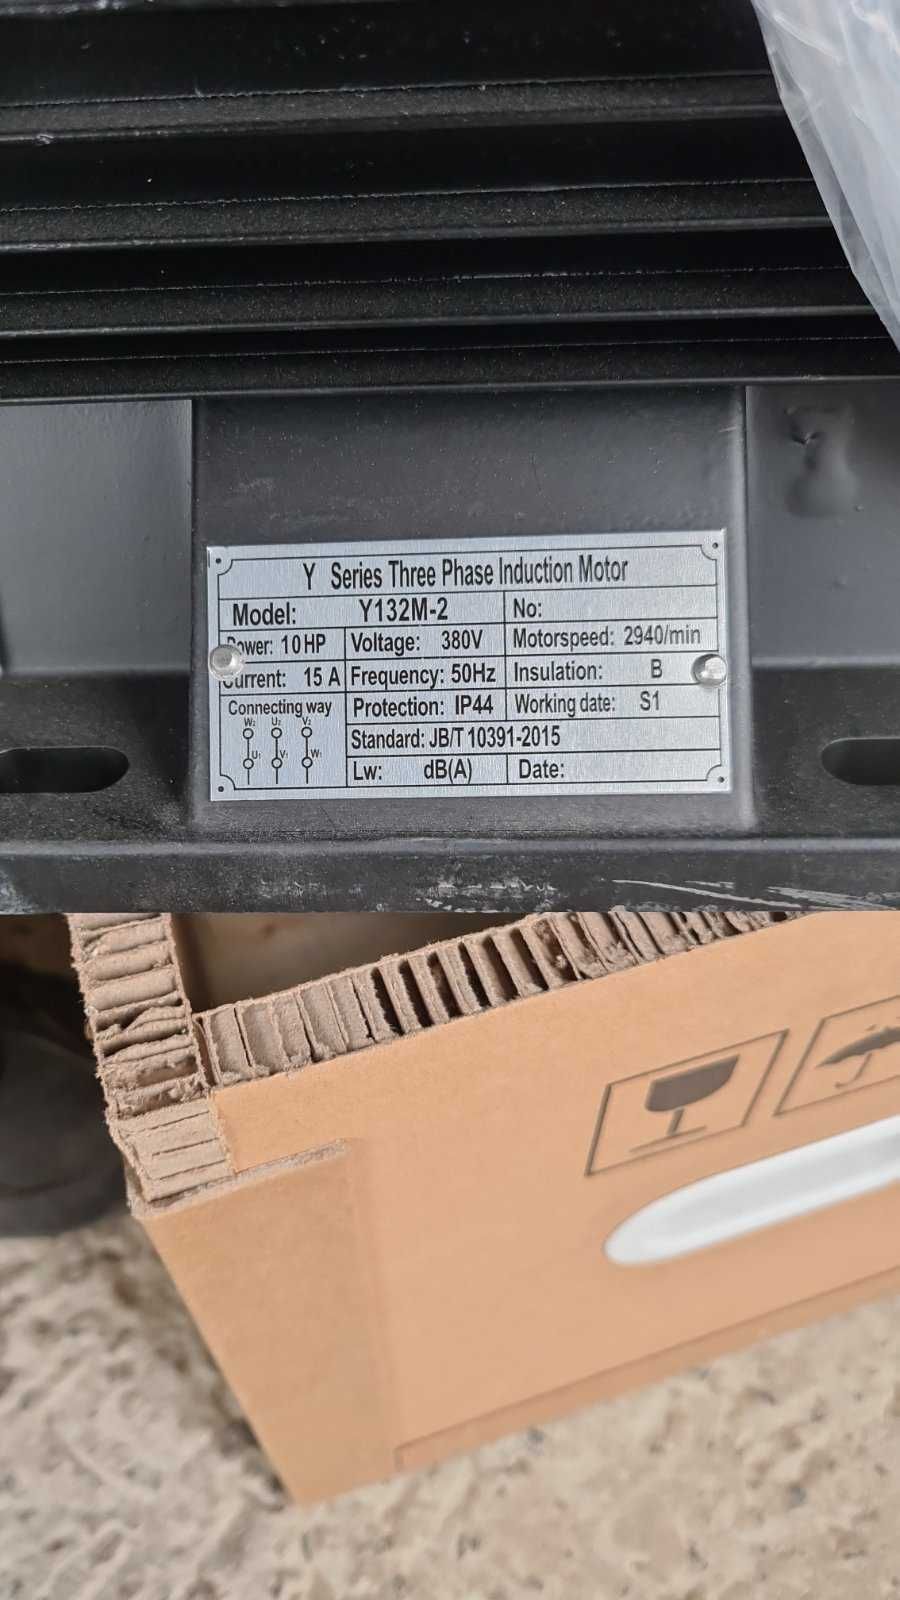 Y Series Three Phase Induction Motor
Model: Y132M-2 No:
Power: 10HP Voltage: 380V Motorspeed: 2940/min
Current: 15 A Frequency: 50Hz Insulation: B
Connecting way Protection: IP44 Working date: S1
W2 U2 V2
Standard: JB/T 10391-2015
U1 V1 W1
Lw: dB(A) Date: